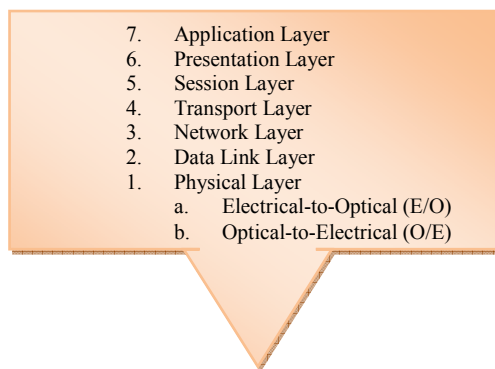 7. Application Layer
6. Presentation Layer
5. Session Layer
4. Transport Layer
3. Network Layer
2. Data Link Layer
1. Physical Layer
a. Electrical-to-Optical (E/O)
b. Optical-to-Electrical (O/E)